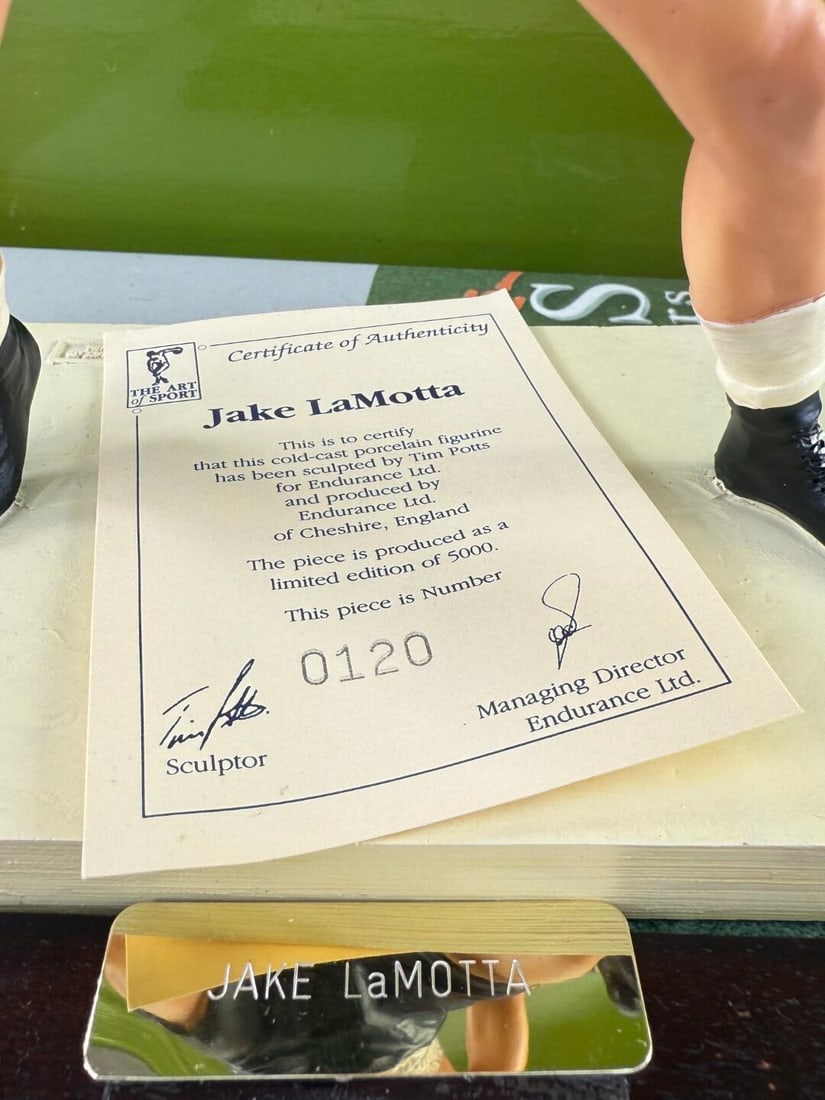 S
TS
Certificate of Authenticity
THE ART
of SPORT
Jake LaMotta
This is to certify
that this cold-cast porcelain figurine
has been sculpted by Tim Potts
for Endurance Ltd.
and produced by
Endurance Ltd.
of Cheshire, England
The piece is produced as a
limited edition of 5000.
This piece is Number
0120
Tim Potts.
Sculptor
Managing Director
Endurance Ltd.
JAKE LaMOTTA